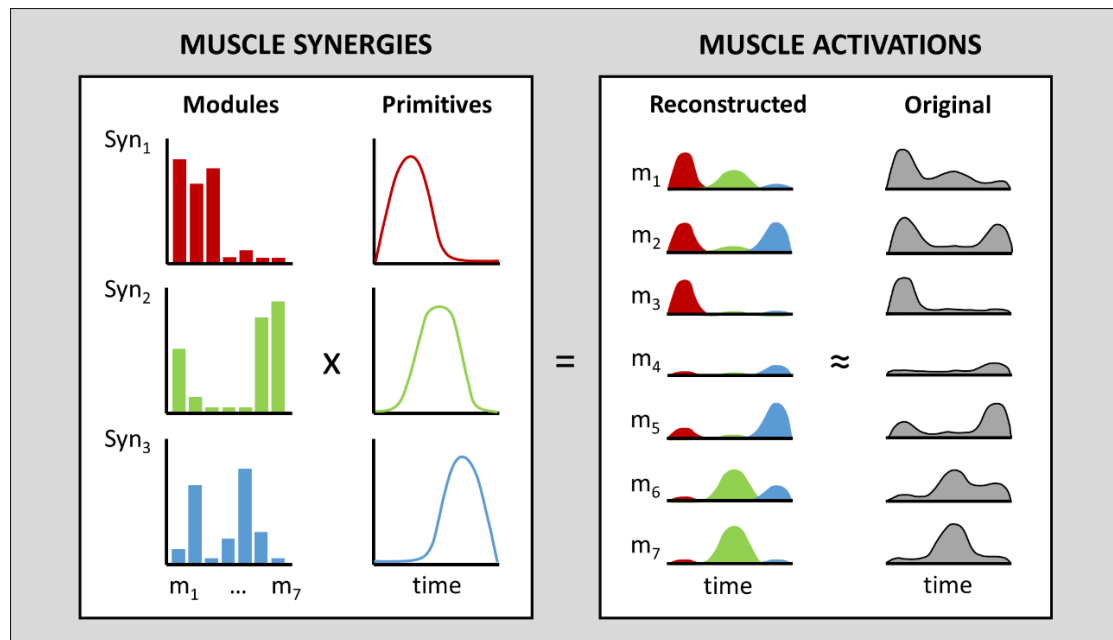 MUSCLE SYNERGIES
MUSCLE ACTIVATIONS
Modules
Primitives
Reconstructed
Original
Syn₁
Syn₂
Syn₃
x
=
≈
m₁
m₂
m₃
m₄
m₅
m₆
m₇
m₁ ... m₇
time
time
time